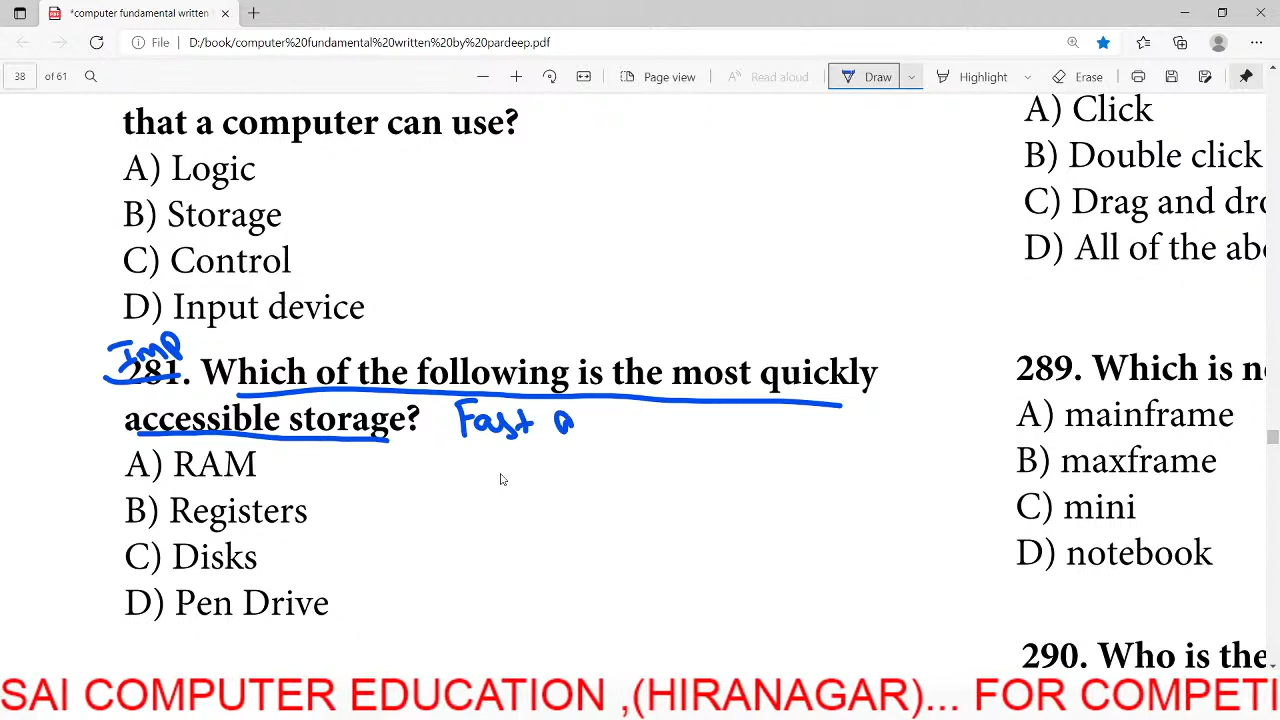 *computer fundamental written
File
D:/book/computer%20fundamental%20written%20by%20pardeep.pdf
38 of 61
Page view
Read aloud
Draw
Highlight
Erase
that a computer can use?
A) Logic
B) Storage
C) Control
D) Input device
Imp
281. Which of the following is the most quickly
accessible storage? Fast
A) RAM
B) Registers
C) Disks
D) Pen Drive
A) Click
B) Double click
C) Drag and dro
D) All of the abo
289. Which is n
A) mainframe
B) maxframe
C) mini
D) notebook
290. Who is the
SAI COMPUTER EDUCATION ,(HIRANAGAR)... FOR COMPETI